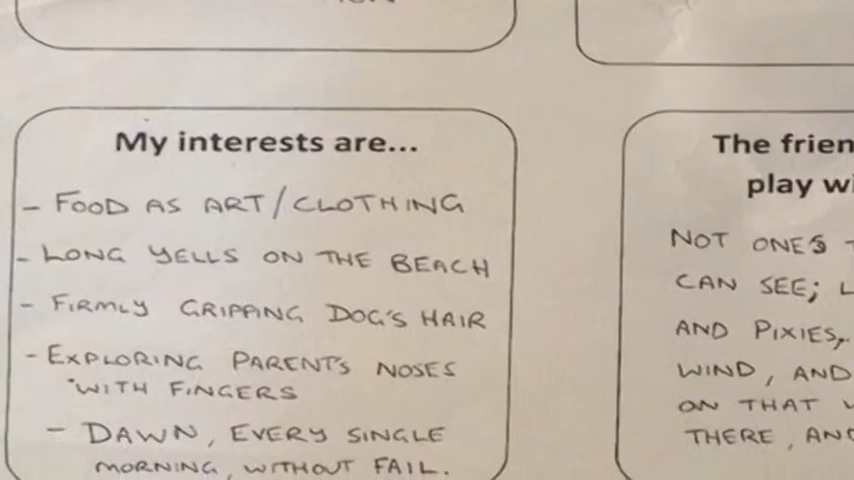 My interests are...
- FOOD AS ART/CLOTHING
- LONG YELLS ON THE BEACH
- FIRMLY GRIPPING DOG'S HAIR
- EXPLORING PARENT'S NOSES
WITH FINGERS
- DAWN, EVERY SINGLE
MORNING, WITHOUT FAIL.
The frien
play wi
NOT ONES
CAN SEE;
AND PIXIES,
WIND, AND
ON THAT
THERE, AND